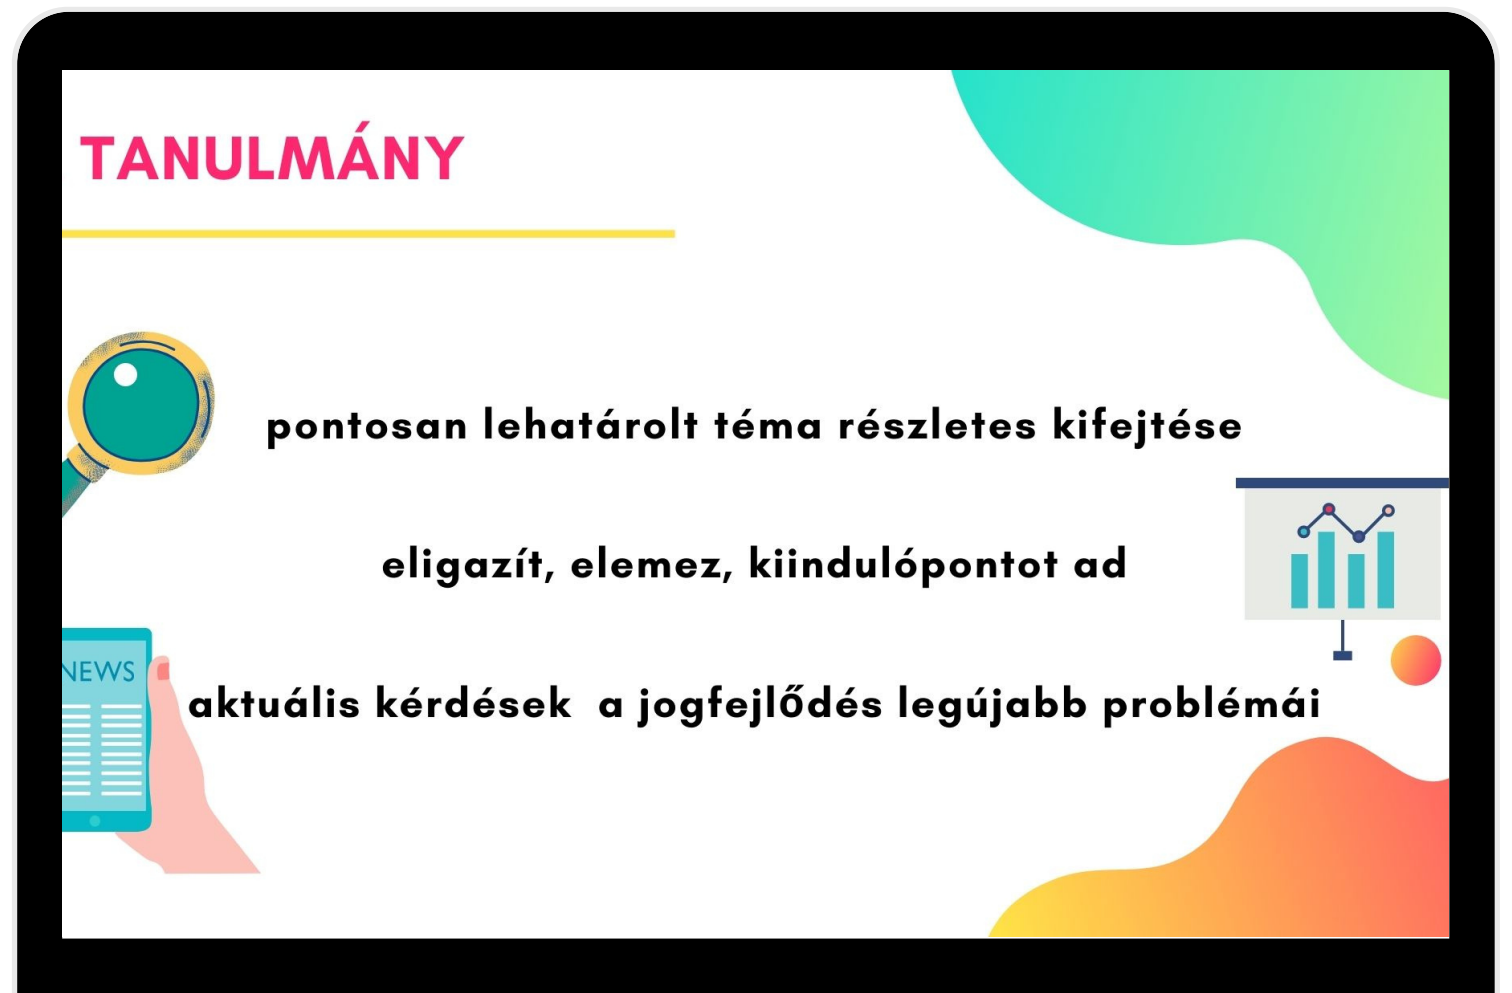 TANULMÁNY
pontosan lehatárolt téma részletes kifejtése
eligazít, elemez, kiindulópontot ad
NEWS
aktuális kérdések  a jogfejlődés legújabb problémái